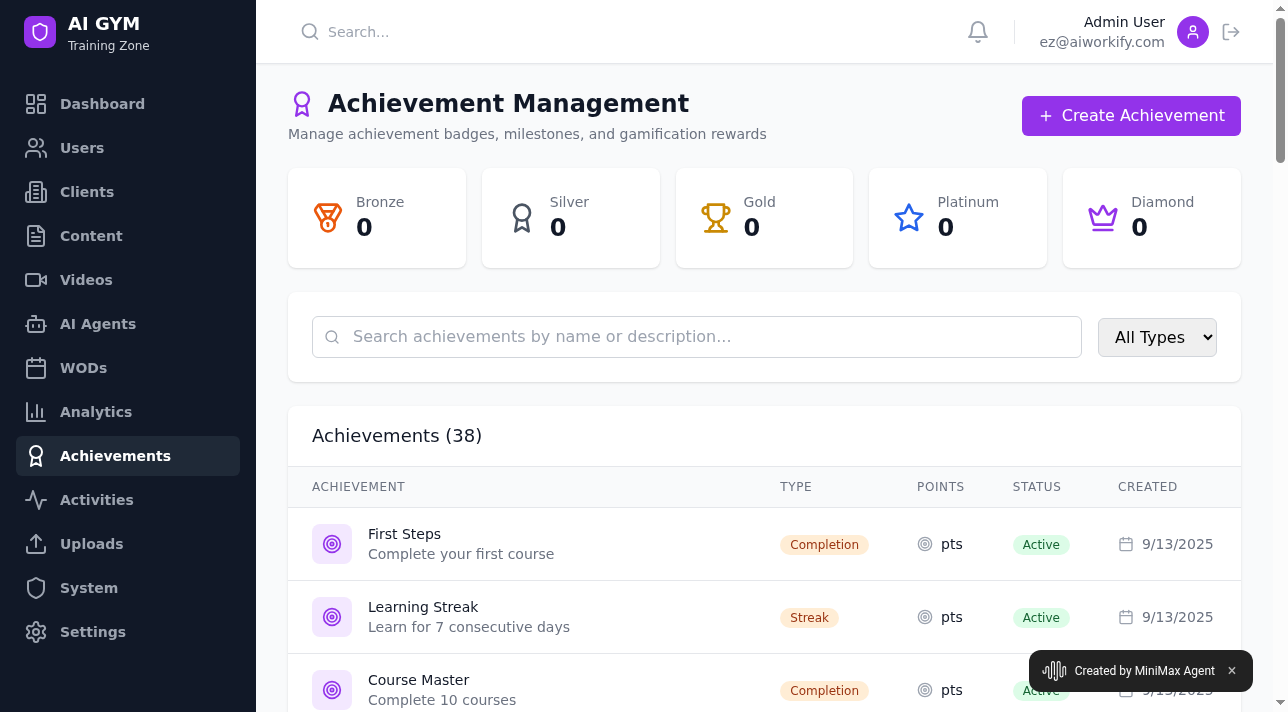 AI GYM
Training Zone
Dashboard
Users
Clients
Content
Videos
AI Agents
WODs
Analytics
Achievements
Activities
Uploads
System
Settings
Search...
Admin User
ez@aiworkify.com
Achievement Management
Manage achievement badges, milestones, and gamification rewards
Create Achievement
Bronze
0
Silver
0
Gold
0
Platinum
0
Diamond
0
Search achievements by name or description...
All Types
Achievements (38)
ACHIEVEMENT TYPE POINTS STATUS CREATED
First Steps
Complete your first course
Completion pts Active 9/13/2025
Learning Streak
Learn for 7 consecutive days
Streak pts Active 9/13/2025
Course Master
Complete 10 courses
Completion pts Active 9/13/2025
Created by MiniMax Agent ×